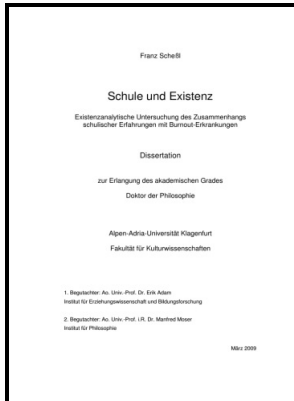 Franz Scheßl
Schule und Existenz
Existenzanalytische Untersuchung des Zusammenhangs
schulischer Erfahrungen mit Burnout-Erkrankungen
Dissertation
zur Erlangung des akademischen Grades
Doktor der Philosophie
Alpen-Adria-Universität Klagenfurt
Fakultät für Kulturwissenschaften
1. Begutachter: Ao. Univ.-Prof. Dr. Erik Adam
Institut für Erziehungswissenschaft und Bildungsforschung
2. Begutachter: Ao. Univ.-Prof. i.R. Dr. Manfred Moser
Institut für Philosophie
März 2009